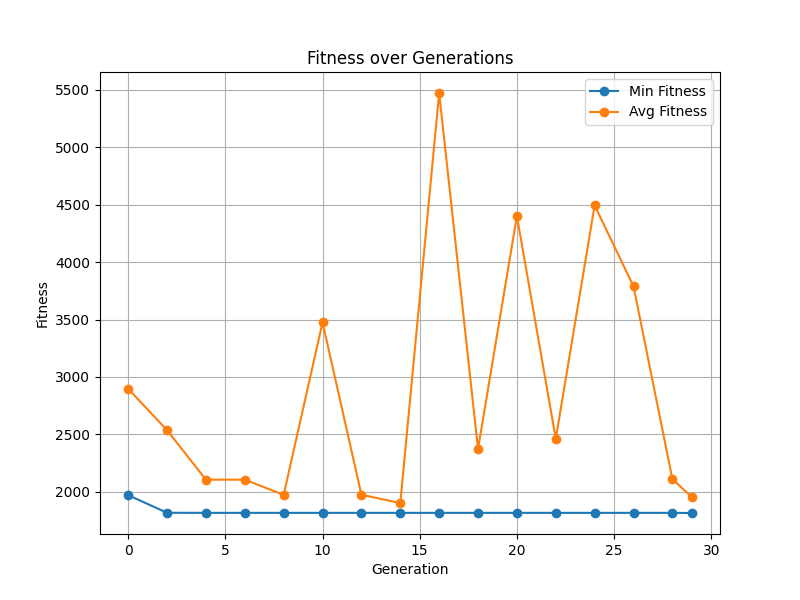 Fitness over Generations
Min Fitness
Avg Fitness
5500
5000
4500
4000
3500
3000
2500
2000
Fitness
0 5 10 15 20 25 30
Generation